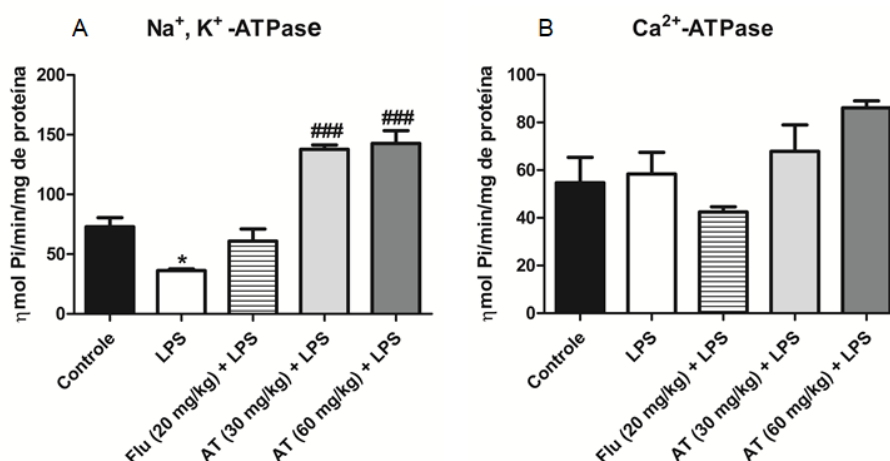 A
Na⁺, K⁺ -ATPase
ηmol Pi/min/mg de proteína
200
150
100
50
0
*
###
###
Controle
LPS
Flu (20 mg/kg) + LPS
AT (30 mg/kg) + LPS
AT (60 mg/kg) + LPS
B
Ca²⁺-ATPase
ηmol Pi/min/mg de proteína
100
80
60
40
20
0
Controle
LPS
Flu (20 mg/kg) + LPS
AT (30 mg/kg) + LPS
AT (60 mg/kg) + LPS